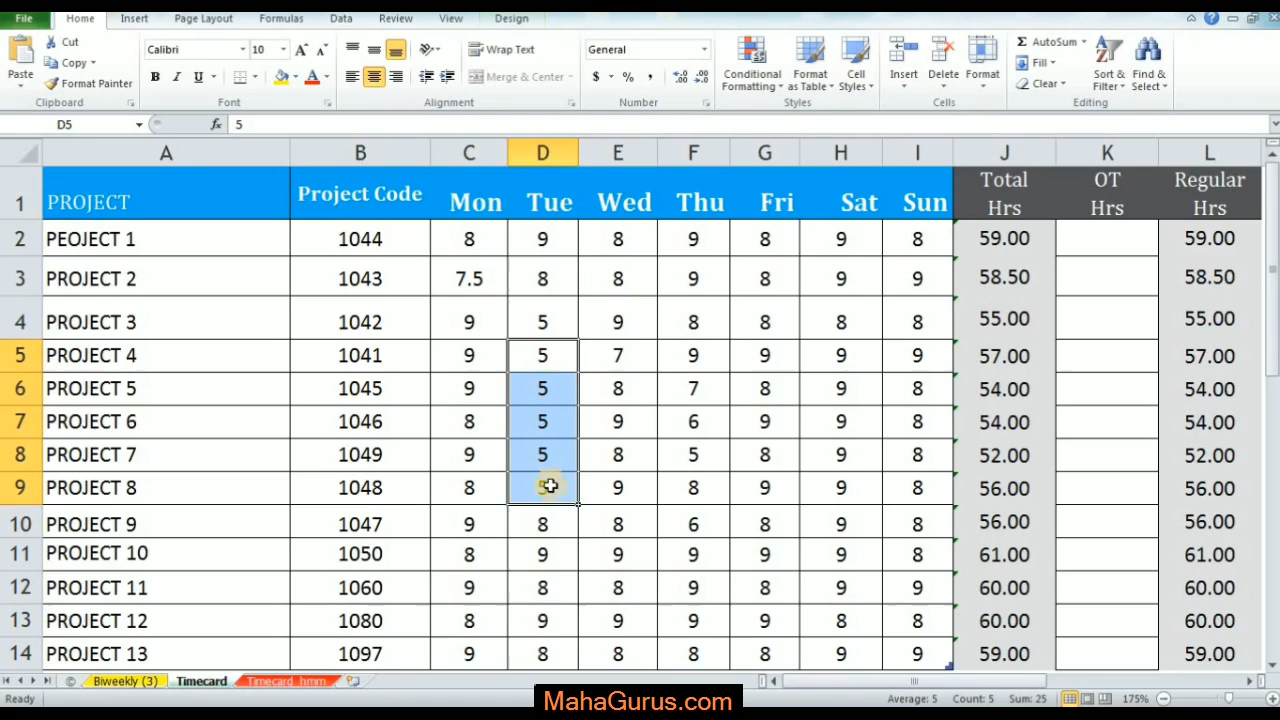 File Home Insert Page Layout Formulas Data Review View Design
Cut
Copy
Format Painter
Paste
Calibri 10
B I U
Wrap Text
Merge & Center
General
$ % ,
Conditional Formatting
Format as Table
Cell Styles
Insert Delete Format
Σ AutoSum
Fill
Clear
Sort & Filter
Find & Select
Clipboard Font Alignment Number Styles Cells Editing
D5 fx 5
A B C D E F G H I J K L
1 PROJECT Project Code Mon Tue Wed Thu Fri Sat Sun Total Hrs OT Hrs Regular Hrs
2 PEOJECT 1 1044 8 9 8 9 8 9 8 59.00 59.00
3 PROJECT 2 1043 7.5 8 8 9 8 9 9 58.50 58.50
4 PROJECT 3 1042 9 5 9 8 8 8 8 55.00 55.00
5 PROJECT 4 1041 9 5 7 9 9 9 9 57.00 57.00
6 PROJECT 5 1045 9 5 8 7 8 9 8 54.00 54.00
7 PROJECT 6 1046 8 5 9 6 9 9 8 54.00 54.00
8 PROJECT 7 1049 9 5 8 5 8 9 8 52.00 52.00
9 PROJECT 8 1048 8 5 9 8 9 9 8 56.00 56.00
10 PROJECT 9 1047 9 8 8 6 8 9 8 56.00 56.00
11 PROJECT 10 1050 8 9 9 9 9 9 8 61.00 61.00
12 PROJECT 11 1060 9 8 8 9 8 9 9 60.00 60.00
13 PROJECT 12 1080 8 9 9 9 9 8 8 60.00 60.00
14 PROJECT 13 1097 9 8 8 8 8 9 9 59.00 59.00
Biweekly (3) Timecard Timecard_hmm
Ready Average: 5 Count: 5 Sum: 25 175%
MahaGurus.com